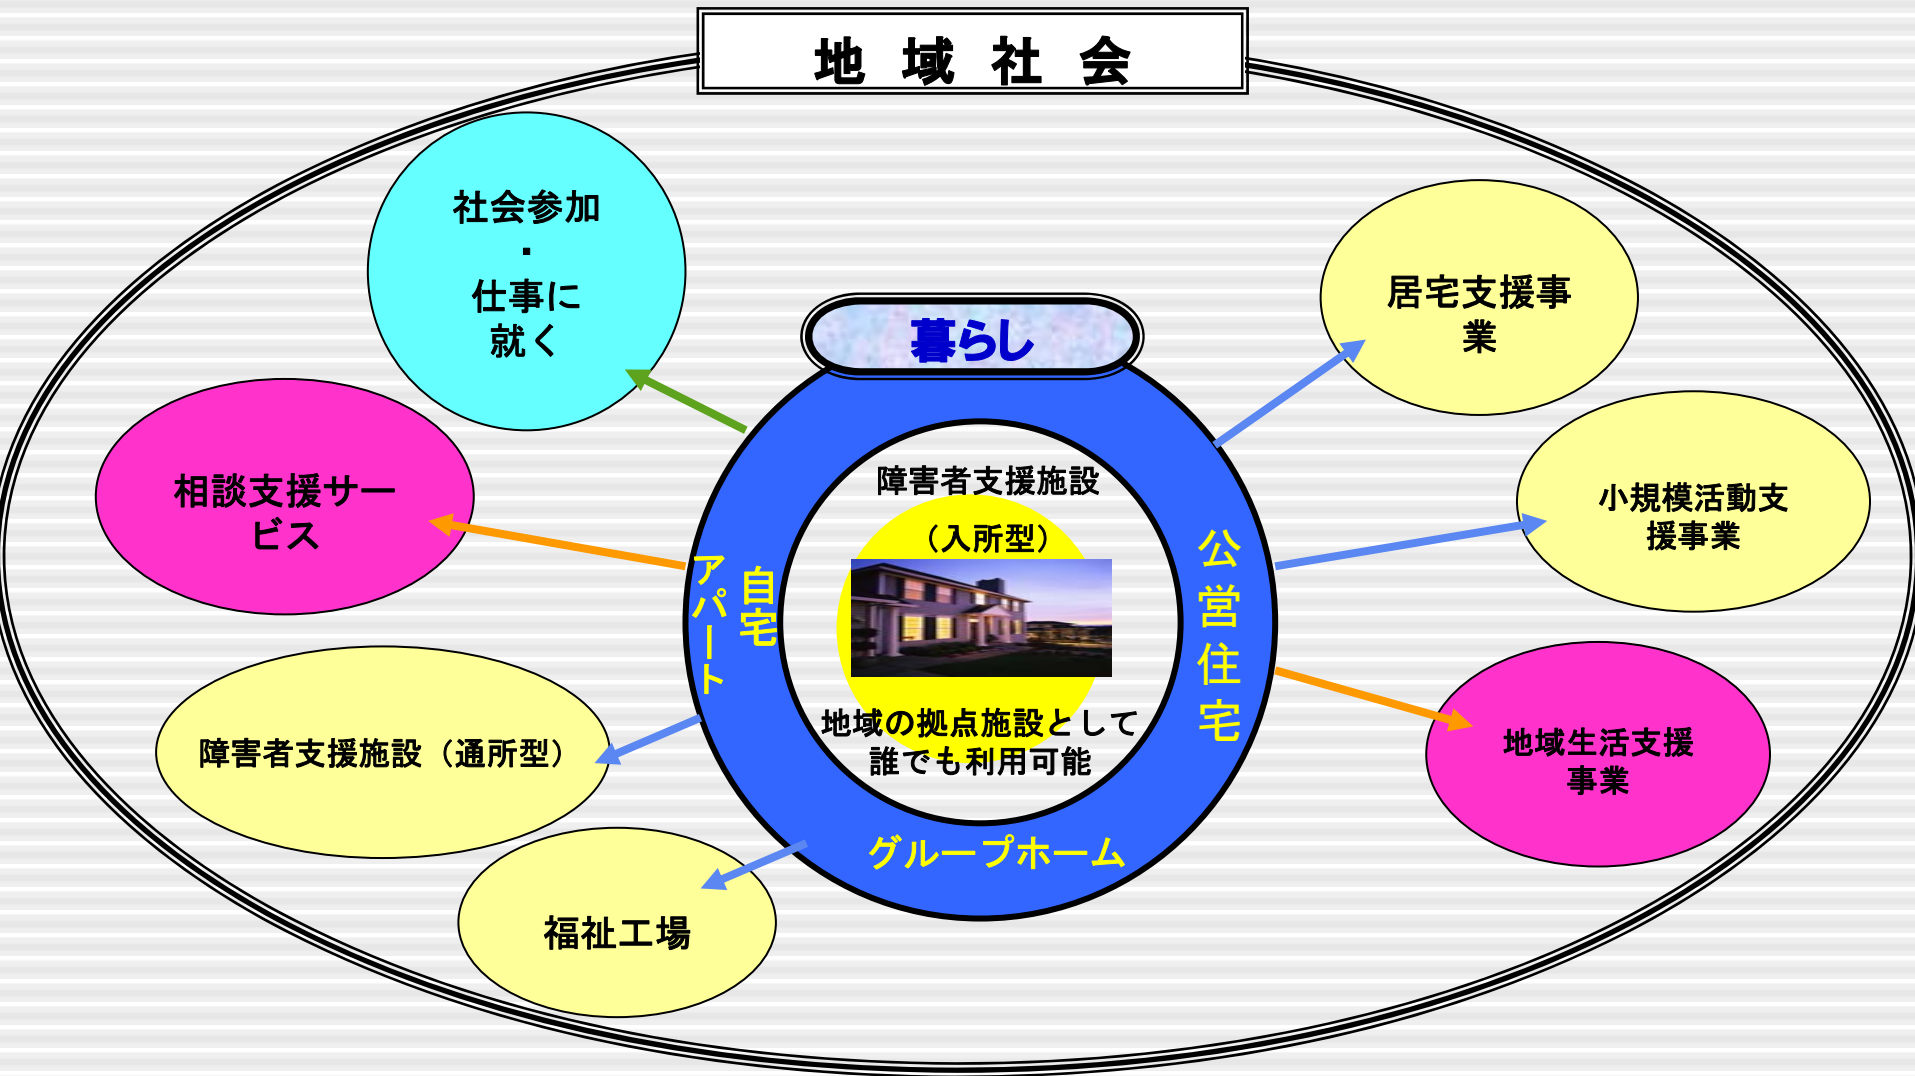 地 域 社 会
社会参加
・
仕事に
就く
居宅支援事
業
暮らし
相談支援サー
ビス
小規模活動支
援事業
障害者支援施設
（入所型）
自宅
アパート
公営住宅
地域の拠点施設として
誰でも利用可能
障害者支援施設（通所型）
地域生活支援
事業
グループホーム
福祉工場